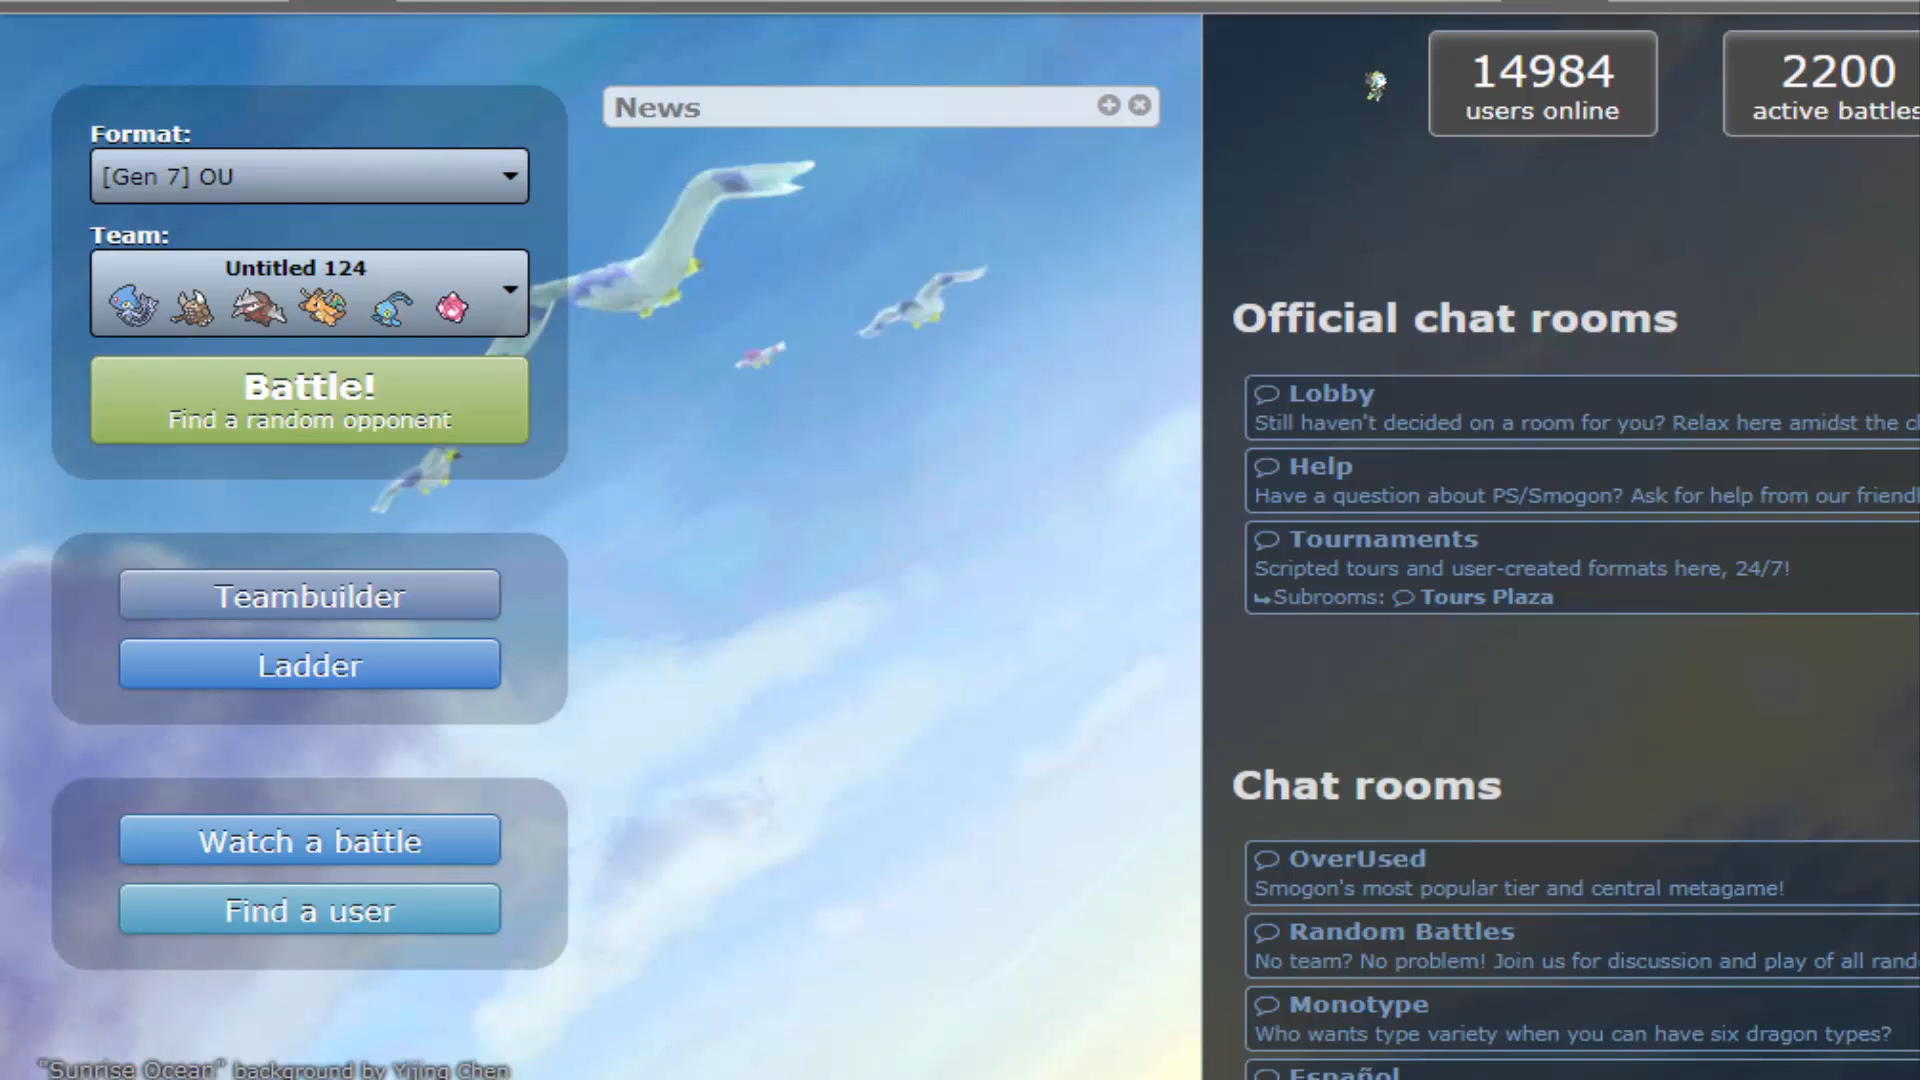 Format:
[Gen 7] OU
Team:
Untitled 124
Battle!
Find a random opponent
Teambuilder
Ladder
Watch a battle
Find a user
"Sunrise Ocean" background by Yijing Chen
News
14984
users online
2200
active battles
Official chat rooms
Lobby
Still haven't decided on a room for you? Relax here amidst the
Help
Have a question about PS/Smogon? Ask for help from our
Tournaments
Scripted tours and user-created formats here, 24/7!
Subrooms: Tours Plaza
Chat rooms
OverUsed
Smogon's most popular tier and central metagame!
Random Battles
No team? No problem! Join us for discussion and play of all
Monotype
Who wants type variety when you can have six dragon types?
Español